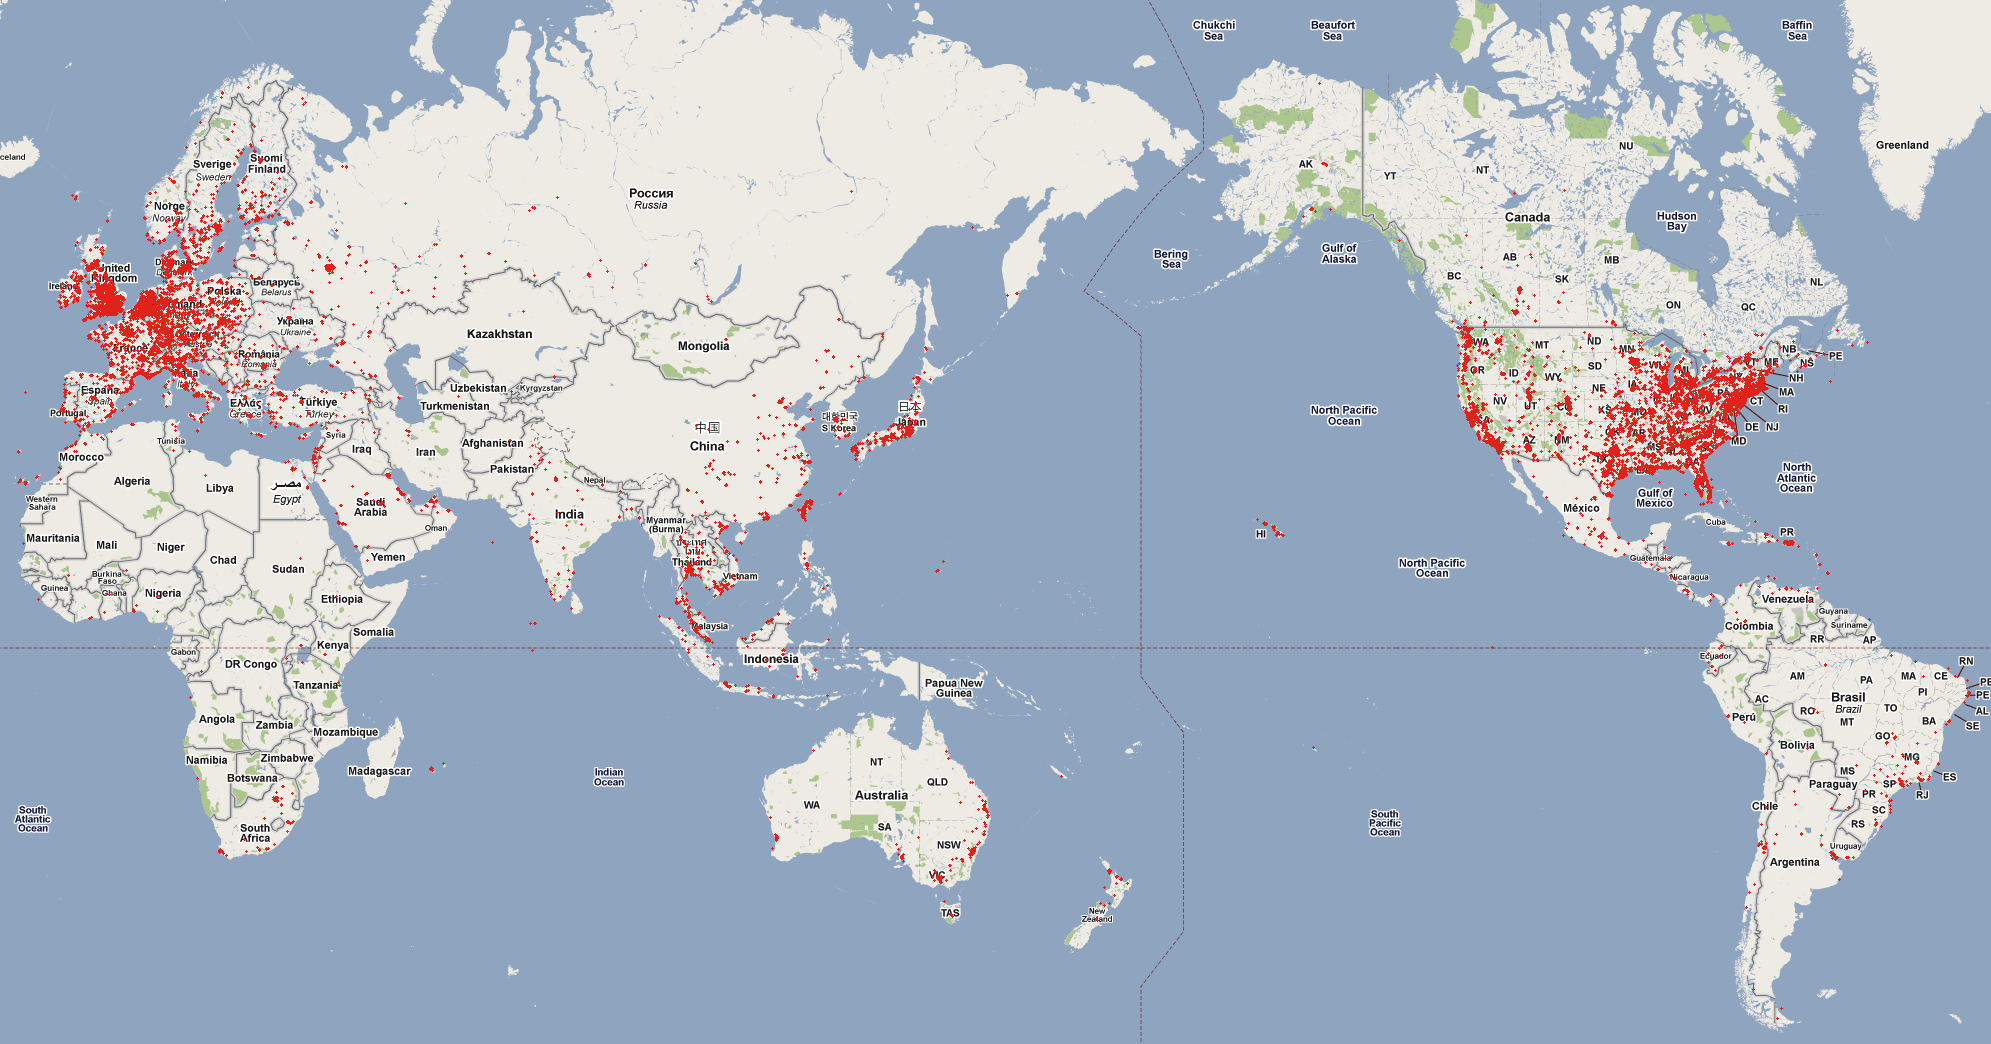 Chukchi
Sea
Beaufort
Sea
Baffin
Sea
Greenland
celand
Sverige
Sweden
Suomi
Finland
Norge
Norway
Россия
Russia
AK
YT
NT
NU
Canada
Hudson
Bay
Bering
Sea
Gulf of
Alaska
BC
AB
SK
MB
ON
QC
NL
United
Kingdom
Ireland
Polska
Беларусь
Belarus
Україна
Ukraine
France
România
Romania
Italia
Italy
España
Spain
Portugal
Ελλάς
Greece
Türkiye
Turkey
Kazakhstan
Mongolia
Uzbekistan
Kyrgyzstan
Turkmenistan
Afghanistan
Pakistan
Nepal
中国
China
대한민국
S Korea
日本
Japan
Syria
Iraq
Iran
Tunisia
Morocco
Algeria
Libya
مصر
Egypt
Western
Sahara
Saudi
Arabia
Oman
Yemen
Mauritania
Mali
Niger
Chad
Sudan
Burkina
Faso
Guinea
Ghana
Nigeria
Ethiopia
Somalia
Kenya
Gabon
DR Congo
Tanzania
Angola
Zambia
Mozambique
Namibia
Zimbabwe
Botswana
Madagascar
South
Africa
South
Atlantic
Ocean
Indian
Ocean
India
Myanmar
(Burma)
Thailand
Vietnam
Malaysia
Indonesia
Papua New
Guinea
NT
QLD
WA
Australia
SA
NSW
VIC
TAS
New
Zealand
North Pacific
Ocean
HI
North Pacific
Ocean
South
Pacific
Ocean
WA
MT
ND
MN
OR
ID
WY
SD
WI
MI
NV
UT
NE
IA
KS
AZ
NM
TX
MS
NB
PE
NS
ME
NH
MA
CT
RI
NJ
DE
MD
North
Atlantic
Ocean
Gulf of
Mexico
México
Cuba
PR
Guatemala
Nicaragua
Venezuela
Guyana
Suriname
Colombia
RR
AP
Ecuador
AM
PA
MA
CE
RN
PI
PE
AL
SE
AC
RO
Brasil
Brazil
TO
MT
BA
Perú
GO
Bolivia
MG
ES
MS
SP
RJ
Paraguay
PR
SC
Chile
RS
Uruguay
Argentina